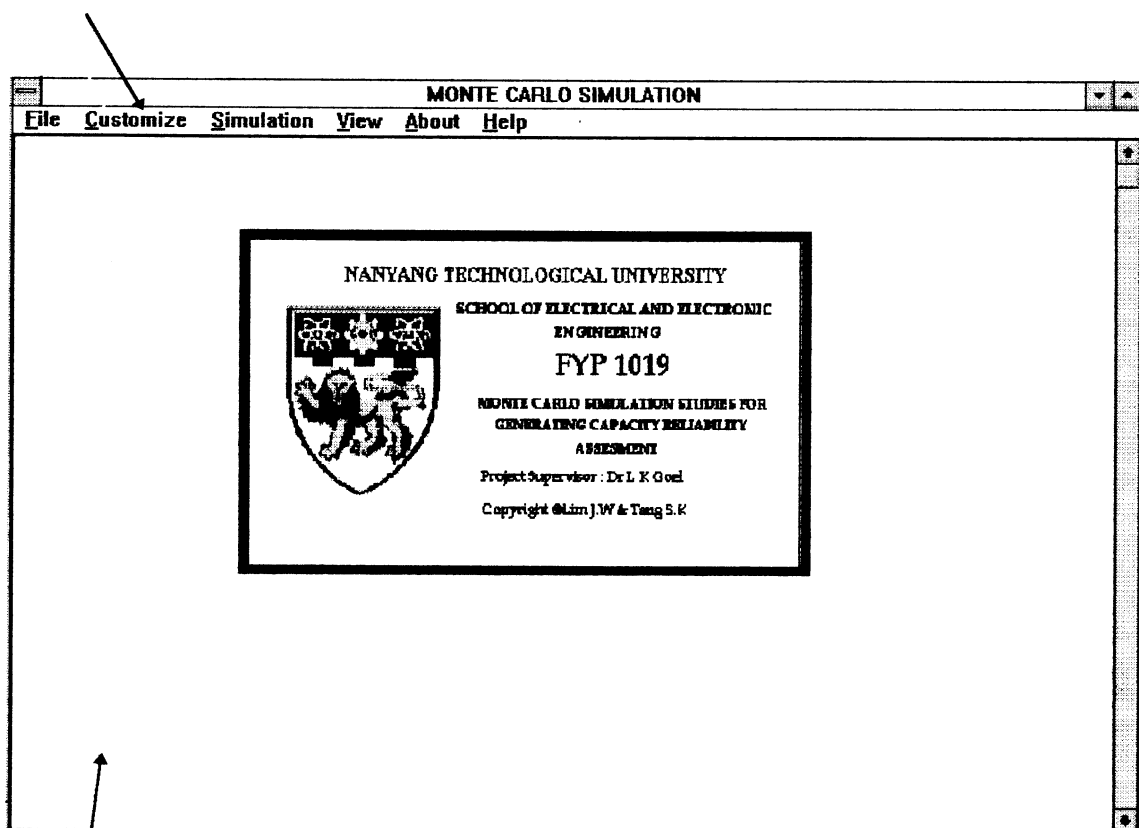 MONTE CARLO SIMULATION
File Customize Simulation View About Help
NANYANG TECHNOLOGICAL UNIVERSITY
SCHOOL OF ELECTRICAL AND ELECTRONIC
ENGINEERING
FYP 1019
MONTE CARLO SIMULATION STUDIES FOR
GENERATING CAPACITY RELIABILITY
ASSESMENT
Project Supervisor : Dr L K Goel
Copyright ©Lim J.W & Tang S.K